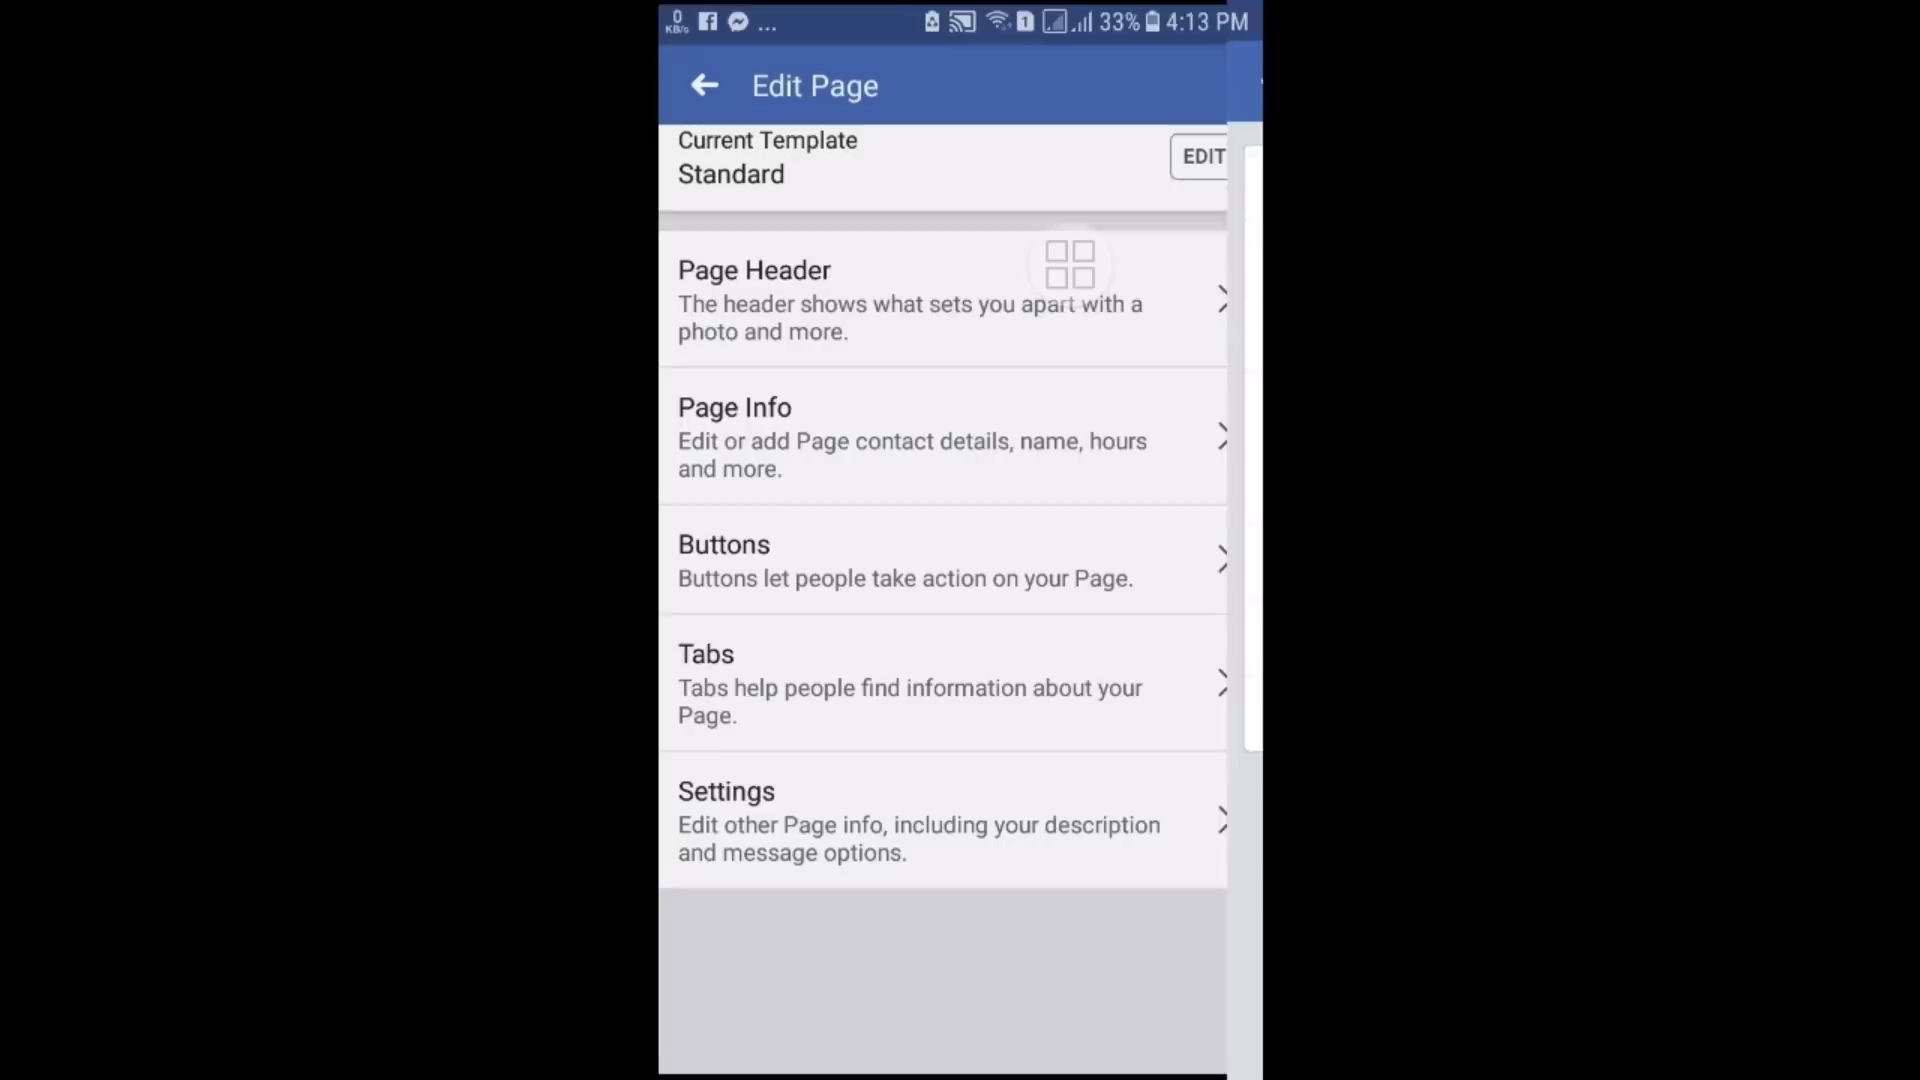 0 KB/s ... 1 33% 4:13 PM
Edit Page
Current Template
Standard
EDIT
Page Header
The header shows what sets you apart with a
photo and more.
Page Info
Edit or add Page contact details, name, hours
and more.
Buttons
Buttons let people take action on your Page.
Tabs
Tabs help people find information about your
Page.
Settings
Edit other Page info, including your description
and message options.